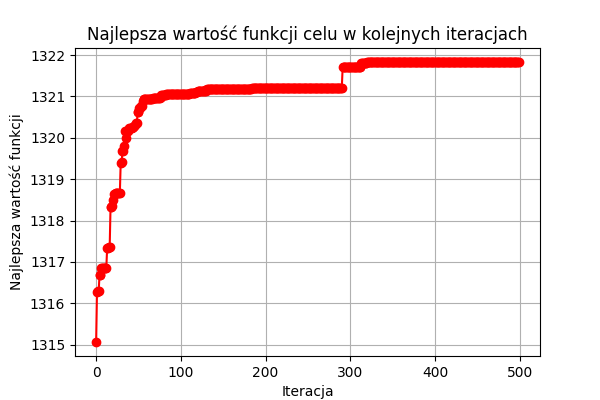 Najlepsza wartość funkcji celu w kolejnych iteracjach
1322
1321
1320
1319
1318
1317
1316
1315
Najlepsza wartość funkcji
0 100 200 300 400 500
Iteracja